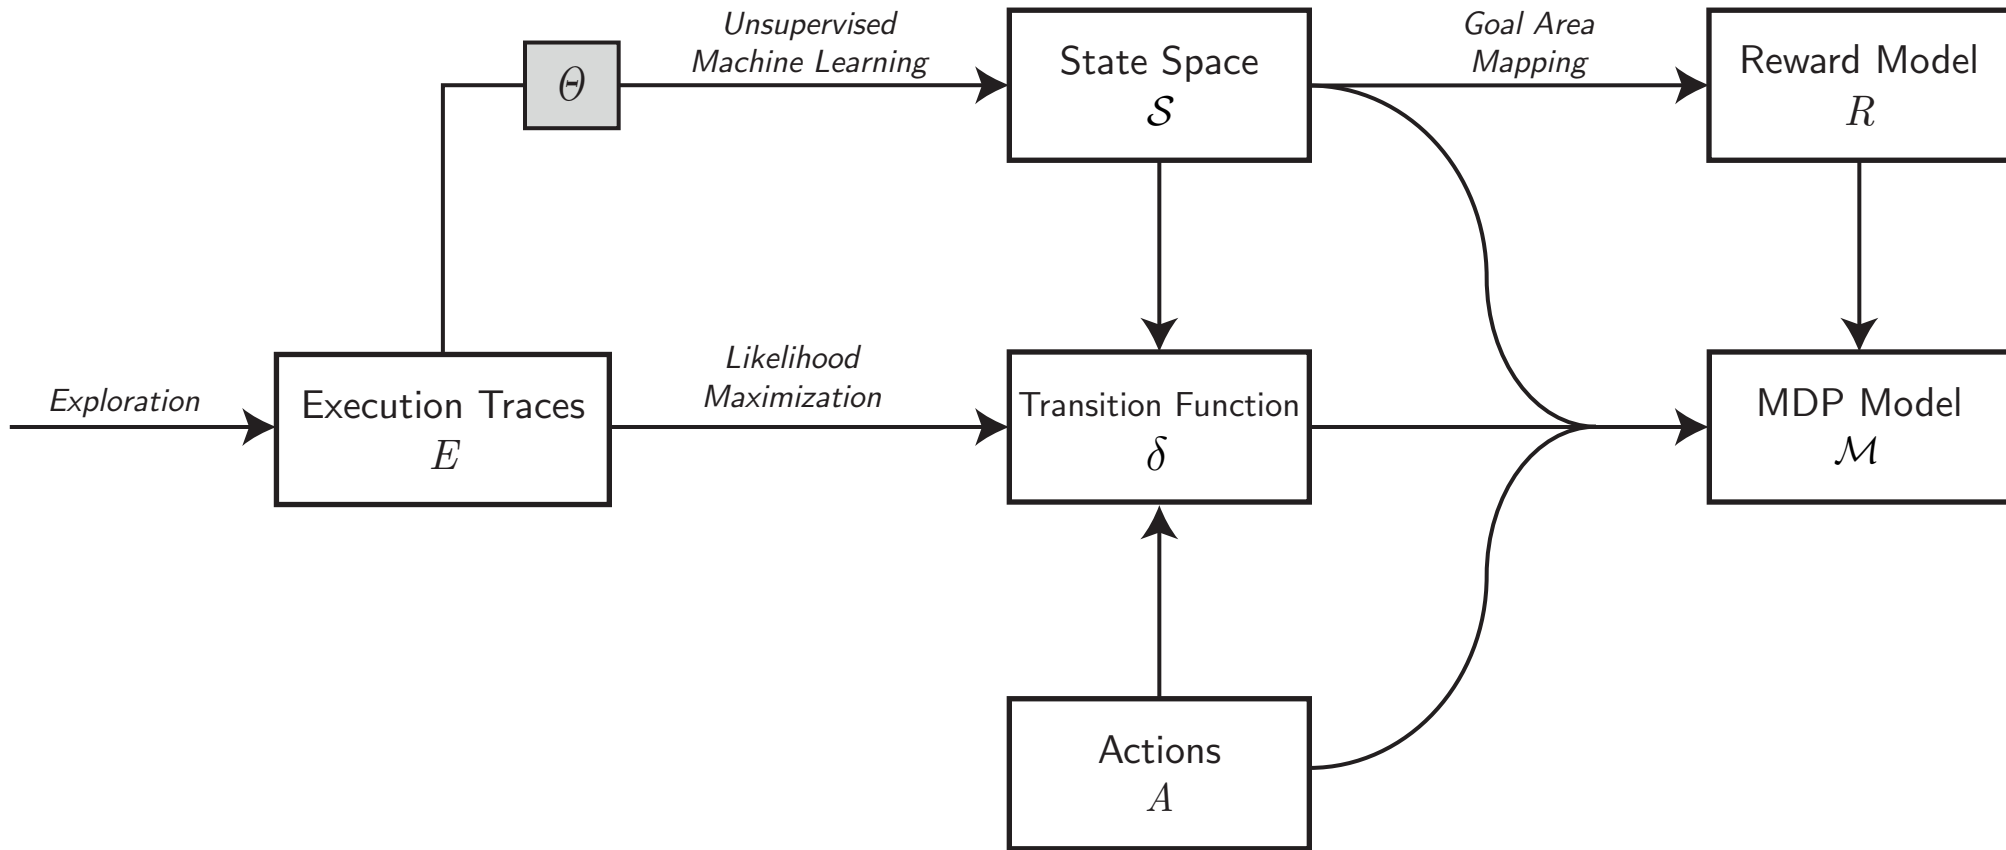 Unsupervised
Machine Learning
Θ
State Space
𝒮
Goal Area
Mapping
Reward Model
R
Exploration
Execution Traces
E
Likelihood
Maximization
Transition Function
δ
MDP Model
ℳ
Actions
A